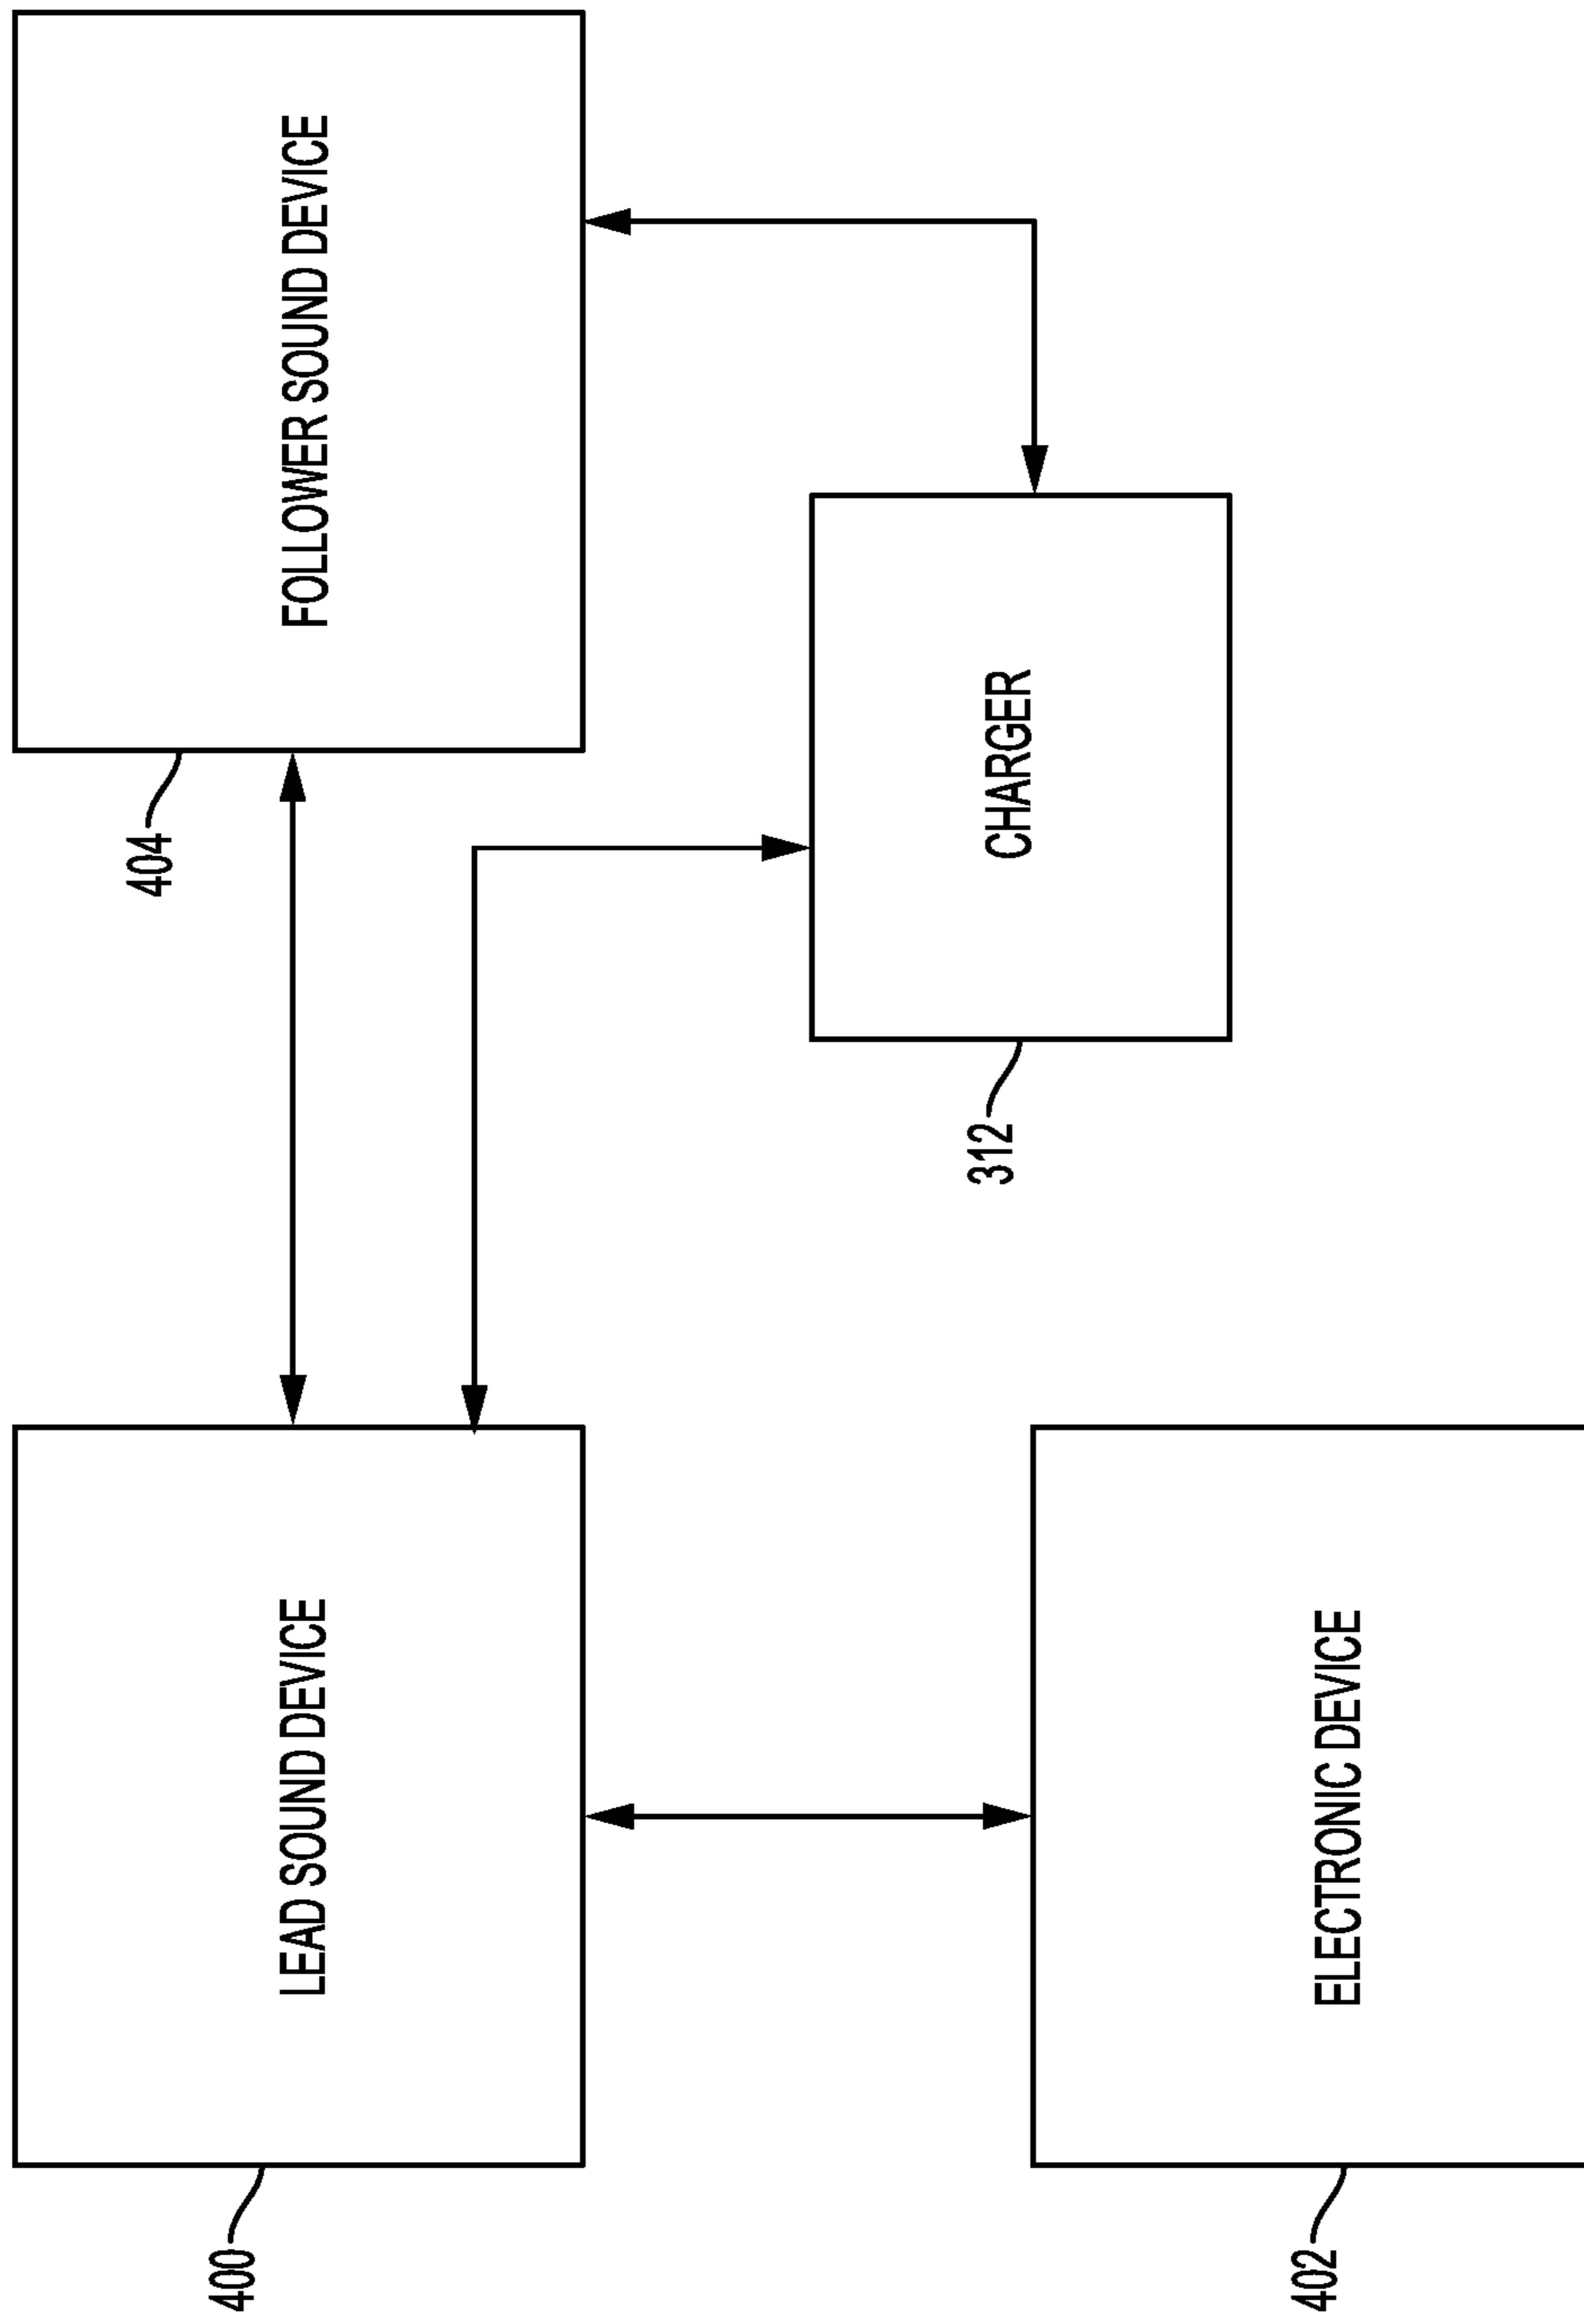 400
LEAD SOUND DEVICE
404
FOLLOWER SOUND DEVICE
312
CHARGER
402
ELECTRONIC DEVICE